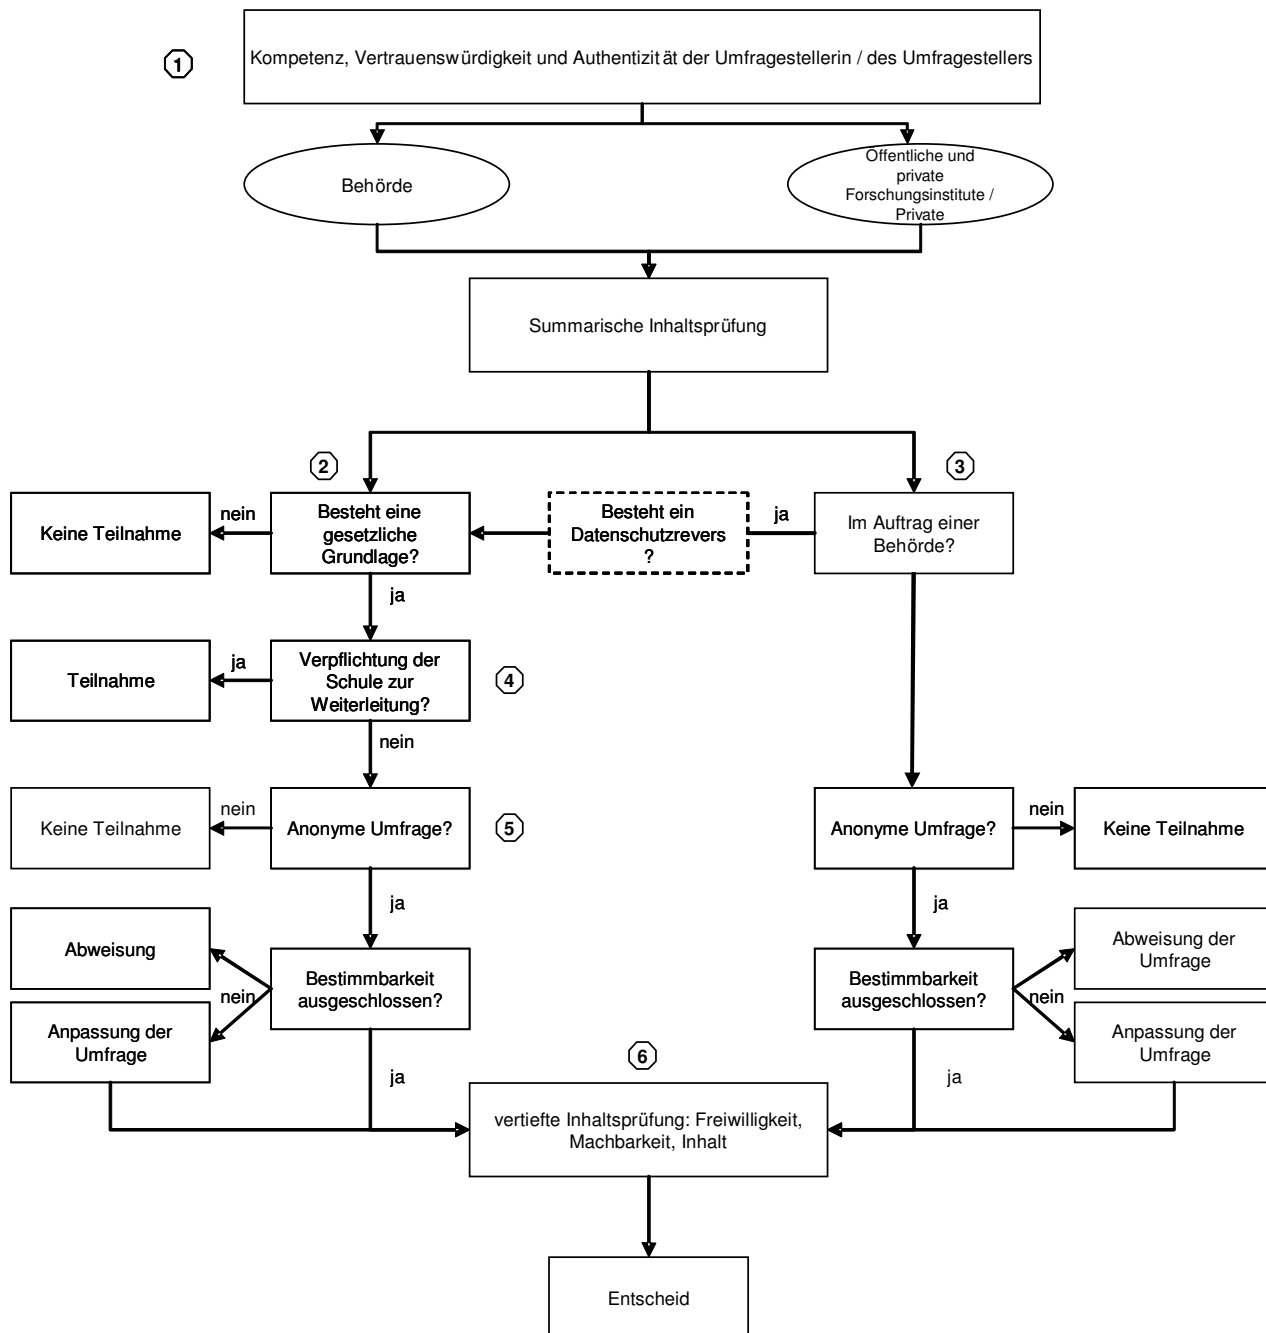 1
Kompetenz, Vertrauenswürdigkeit und Authentizität der Umfragestellerin / des Umfragestellers
Behörde
Öffentliche und
private
Forschungsinstitute /
Private
Summarische Inhaltsprüfung
2
3
Keine Teilnahme
nein
Besteht eine
gesetzliche
Grundlage?
Besteht ein
Datenschutzrevers
?
ja
Im Auftrag einer
Behörde?
ja
Teilnahme
ja
Verpflichtung der
Schule zur
Weiterleitung?
4
nein
Keine Teilnahme
nein
Anonyme Umfrage?
5
Anonyme Umfrage?
nein
Keine Teilnahme
ja
ja
Abweisung
nein
Anpassung der
Umfrage
Bestimmbarkeit
ausgeschlossen?
Bestimmbarkeit
ausgeschlossen?
nein
Abweisung der
Umfrage
Anpassung der
Umfrage
ja
6
ja
vertiefte Inhaltsprüfung: Freiwilligkeit,
Machbarkeit, Inhalt
Entscheid